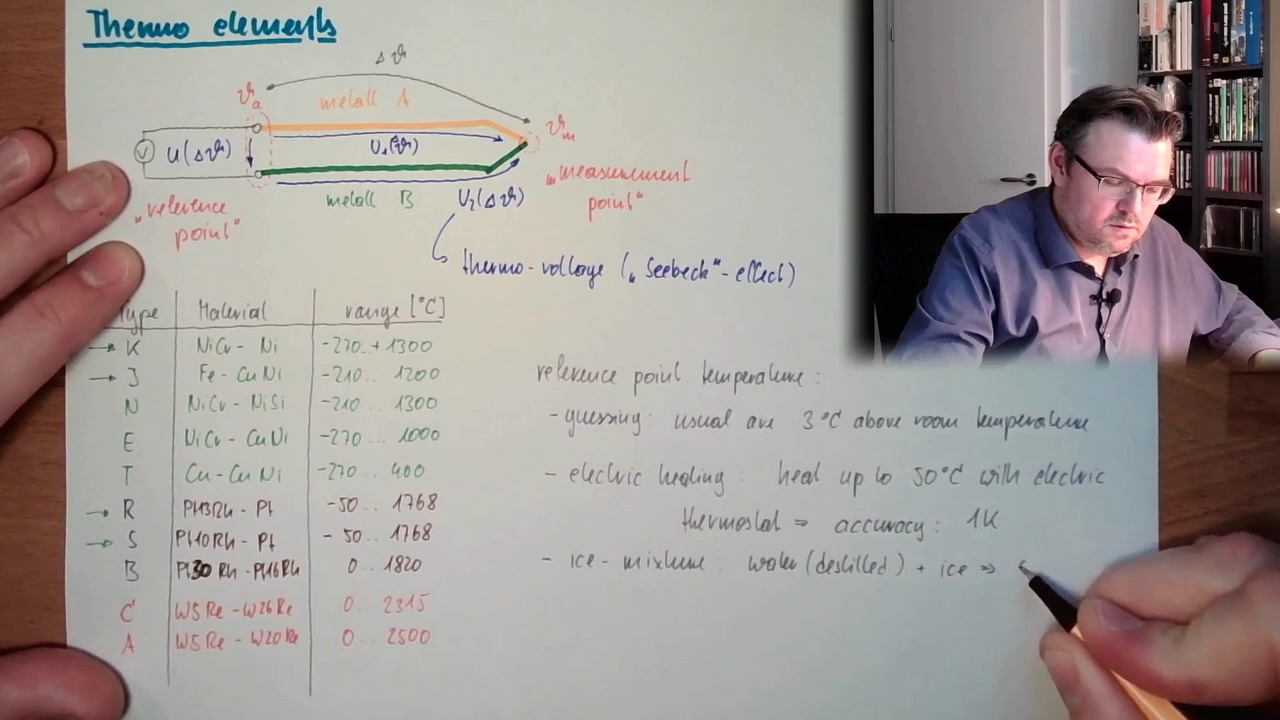 Thermo elements
Δϑ
ϑa
metall A
ϑm
V
U(Δϑ)
U1(ϑ)
metall B
U2(Δϑ)
„reference
point“
„measurement
point“
thermo-voltage („Seebeck“-effect)
Type Material range [°C]
→ K NiCr - Ni -270..+1300
→ J Fe - CuNi -210.. 1200
N NiCr - NiSi -210.. 1300
E NiCr - CuNi -270... 1000
T Cu - CuNi -270... 400
→ R Pt13Rh - Pt -50.. 1768
→ S Pt10Rh - Pt -50.. 1768
B Pt30Rh - Pt16Rh 0.. 1820
C W5Re - W26Re 0.. 2315
A W5Re - W20Re 0.. 2500
reference point temperature:
- guessing: usual are 3°C above room temperature
- electric heating: heat up to 50°C with electric
thermostat ⇒ accuracy: 1K
- ice-mixture: water (destilled) + ice ⇒